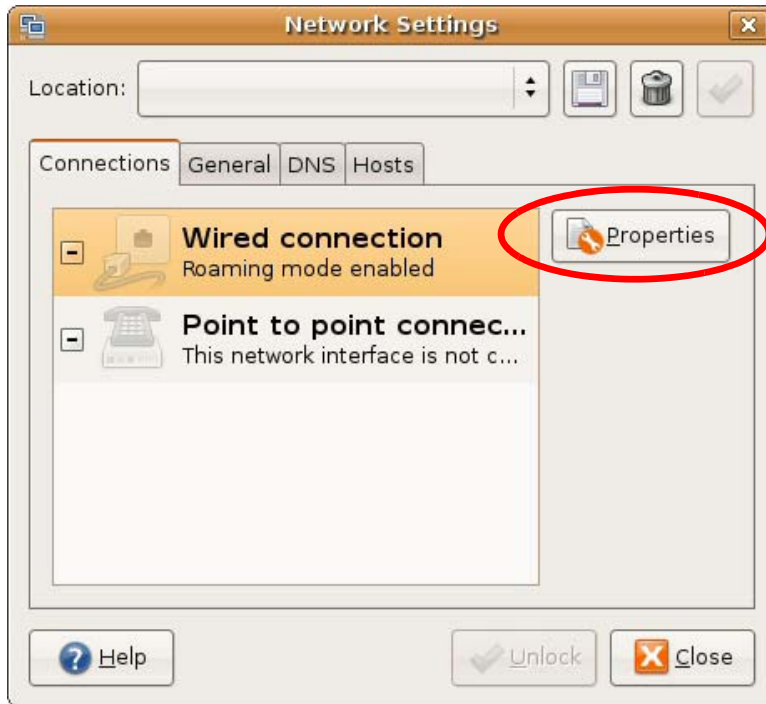 Network Settings
Location:
Connections General DNS Hosts
Wired connection
Roaming mode enabled
Properties
Point to point connec...
This network interface is not c...
Help Unlock Close